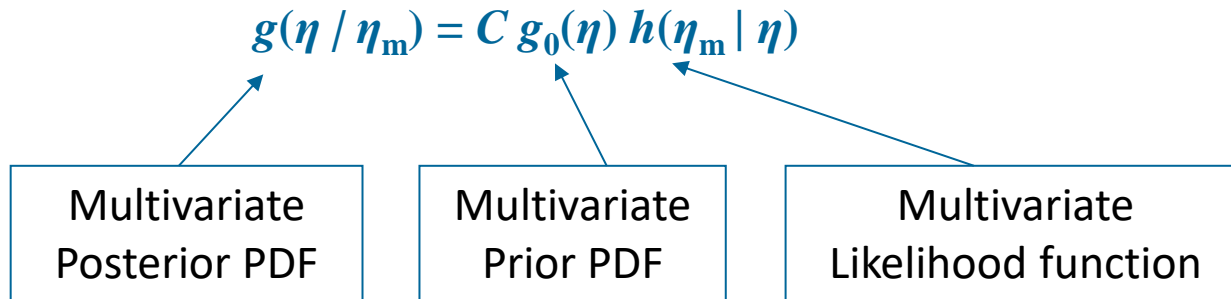 g(η / ηₘ) = C g₀(η) h(ηₘ | η)
Multivariate
Posterior PDF
Multivariate
Prior PDF
Multivariate
Likelihood function